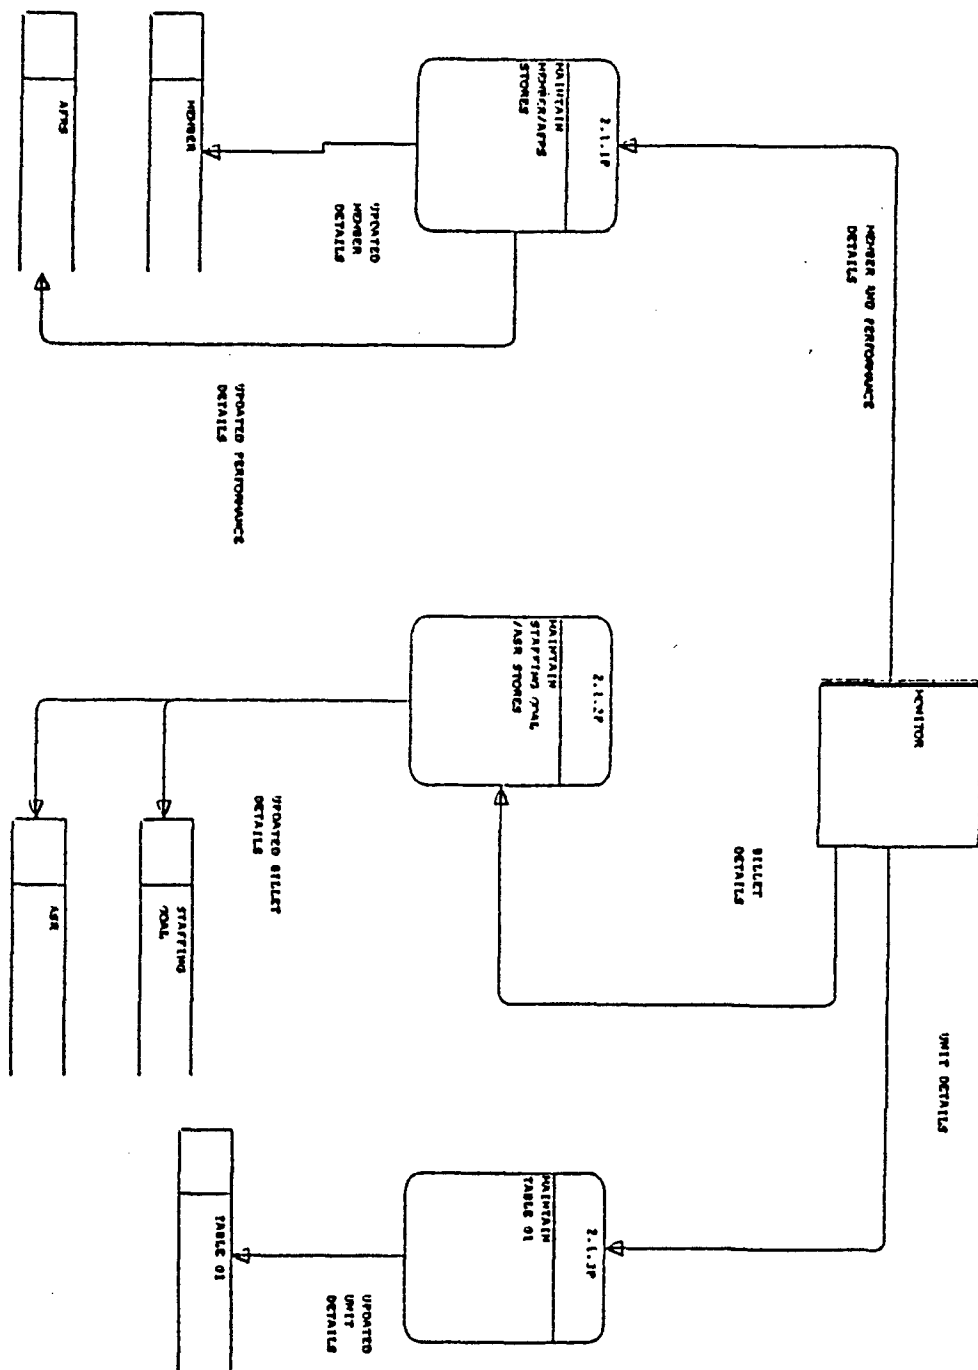 MONITOR
MEMBER AND PERFORMANCE
DETAILS
BILLET
DETAILS
UNIT DETAILS
2.1.1P
MAINTAIN
MEMBER/APPS
STORES
2.1.2P
MAINTAIN
STAFFING GOAL
/ASR STORES
2.1.3P
MAINTAIN
TABLE 01
UPDATED
MEMBER
DETAILS
UPDATED PERFORMANCE
DETAILS
UPDATED BILLET
DETAILS
UPDATED
UNIT
DETAILS
MEMBER
APRS
STAFFING
GOAL
ASR
TABLE 01